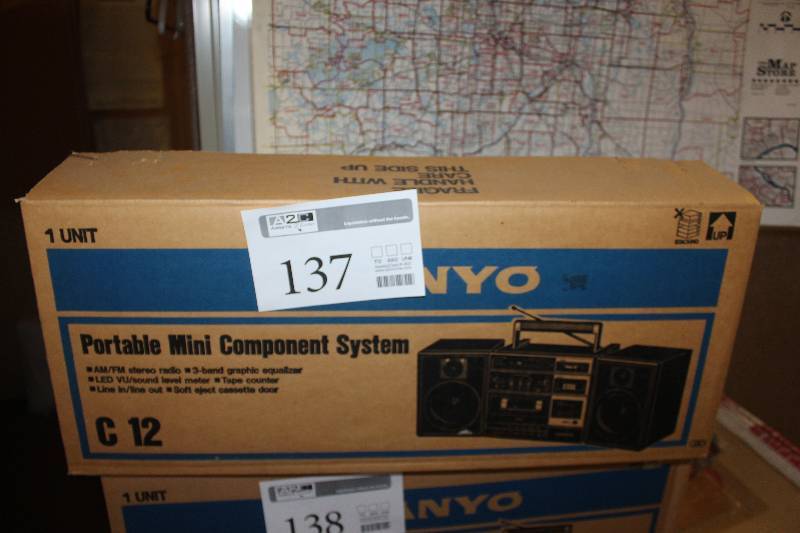 THE MAP STORE
FRAGILE
HANDLE WITH
CARE
THIS SIDE UP
1 UNIT
A2
137
NYO
STACKING
UP
Portable Mini Component System
■AM/FM stereo radio ■3-band graphic equalizer
■LED VU/sound level meter ■Tape counter
■Line in/line out ■Soft eject cassette door
C 12
1 UNIT
138
ANYO